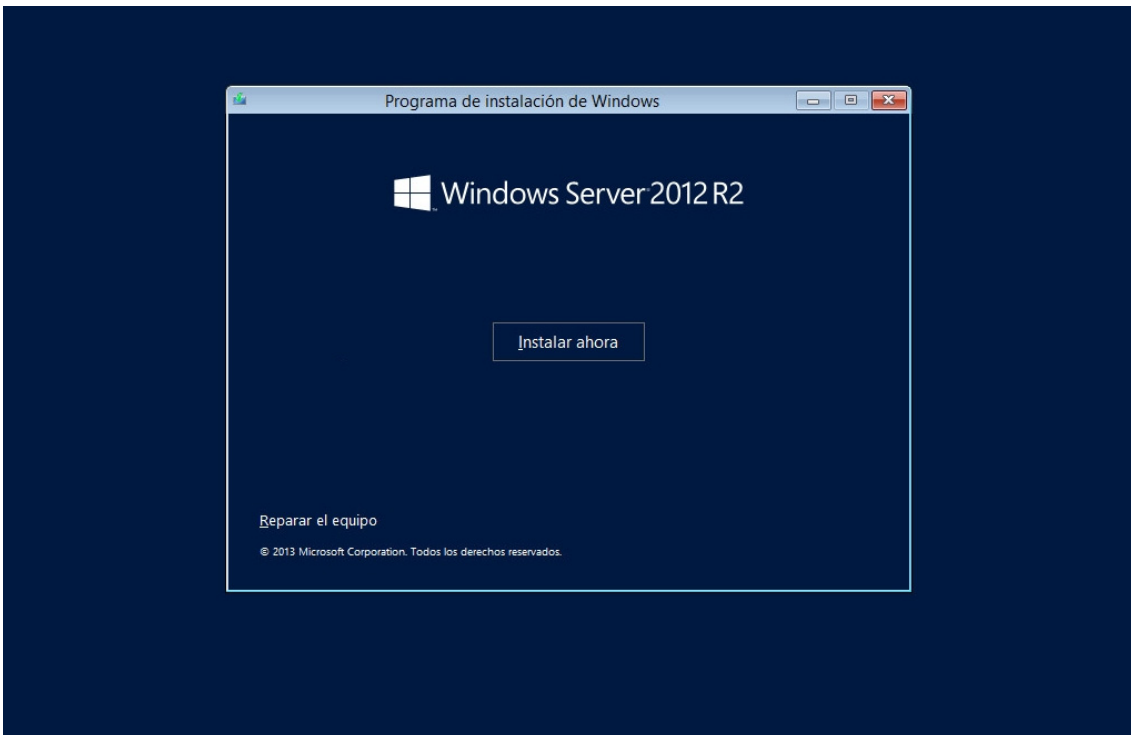 Programa de instalación de Windows
Windows Server 2012 R2
Instalar ahora
Reparar el equipo
© 2013 Microsoft Corporation. Todos los derechos reservados.